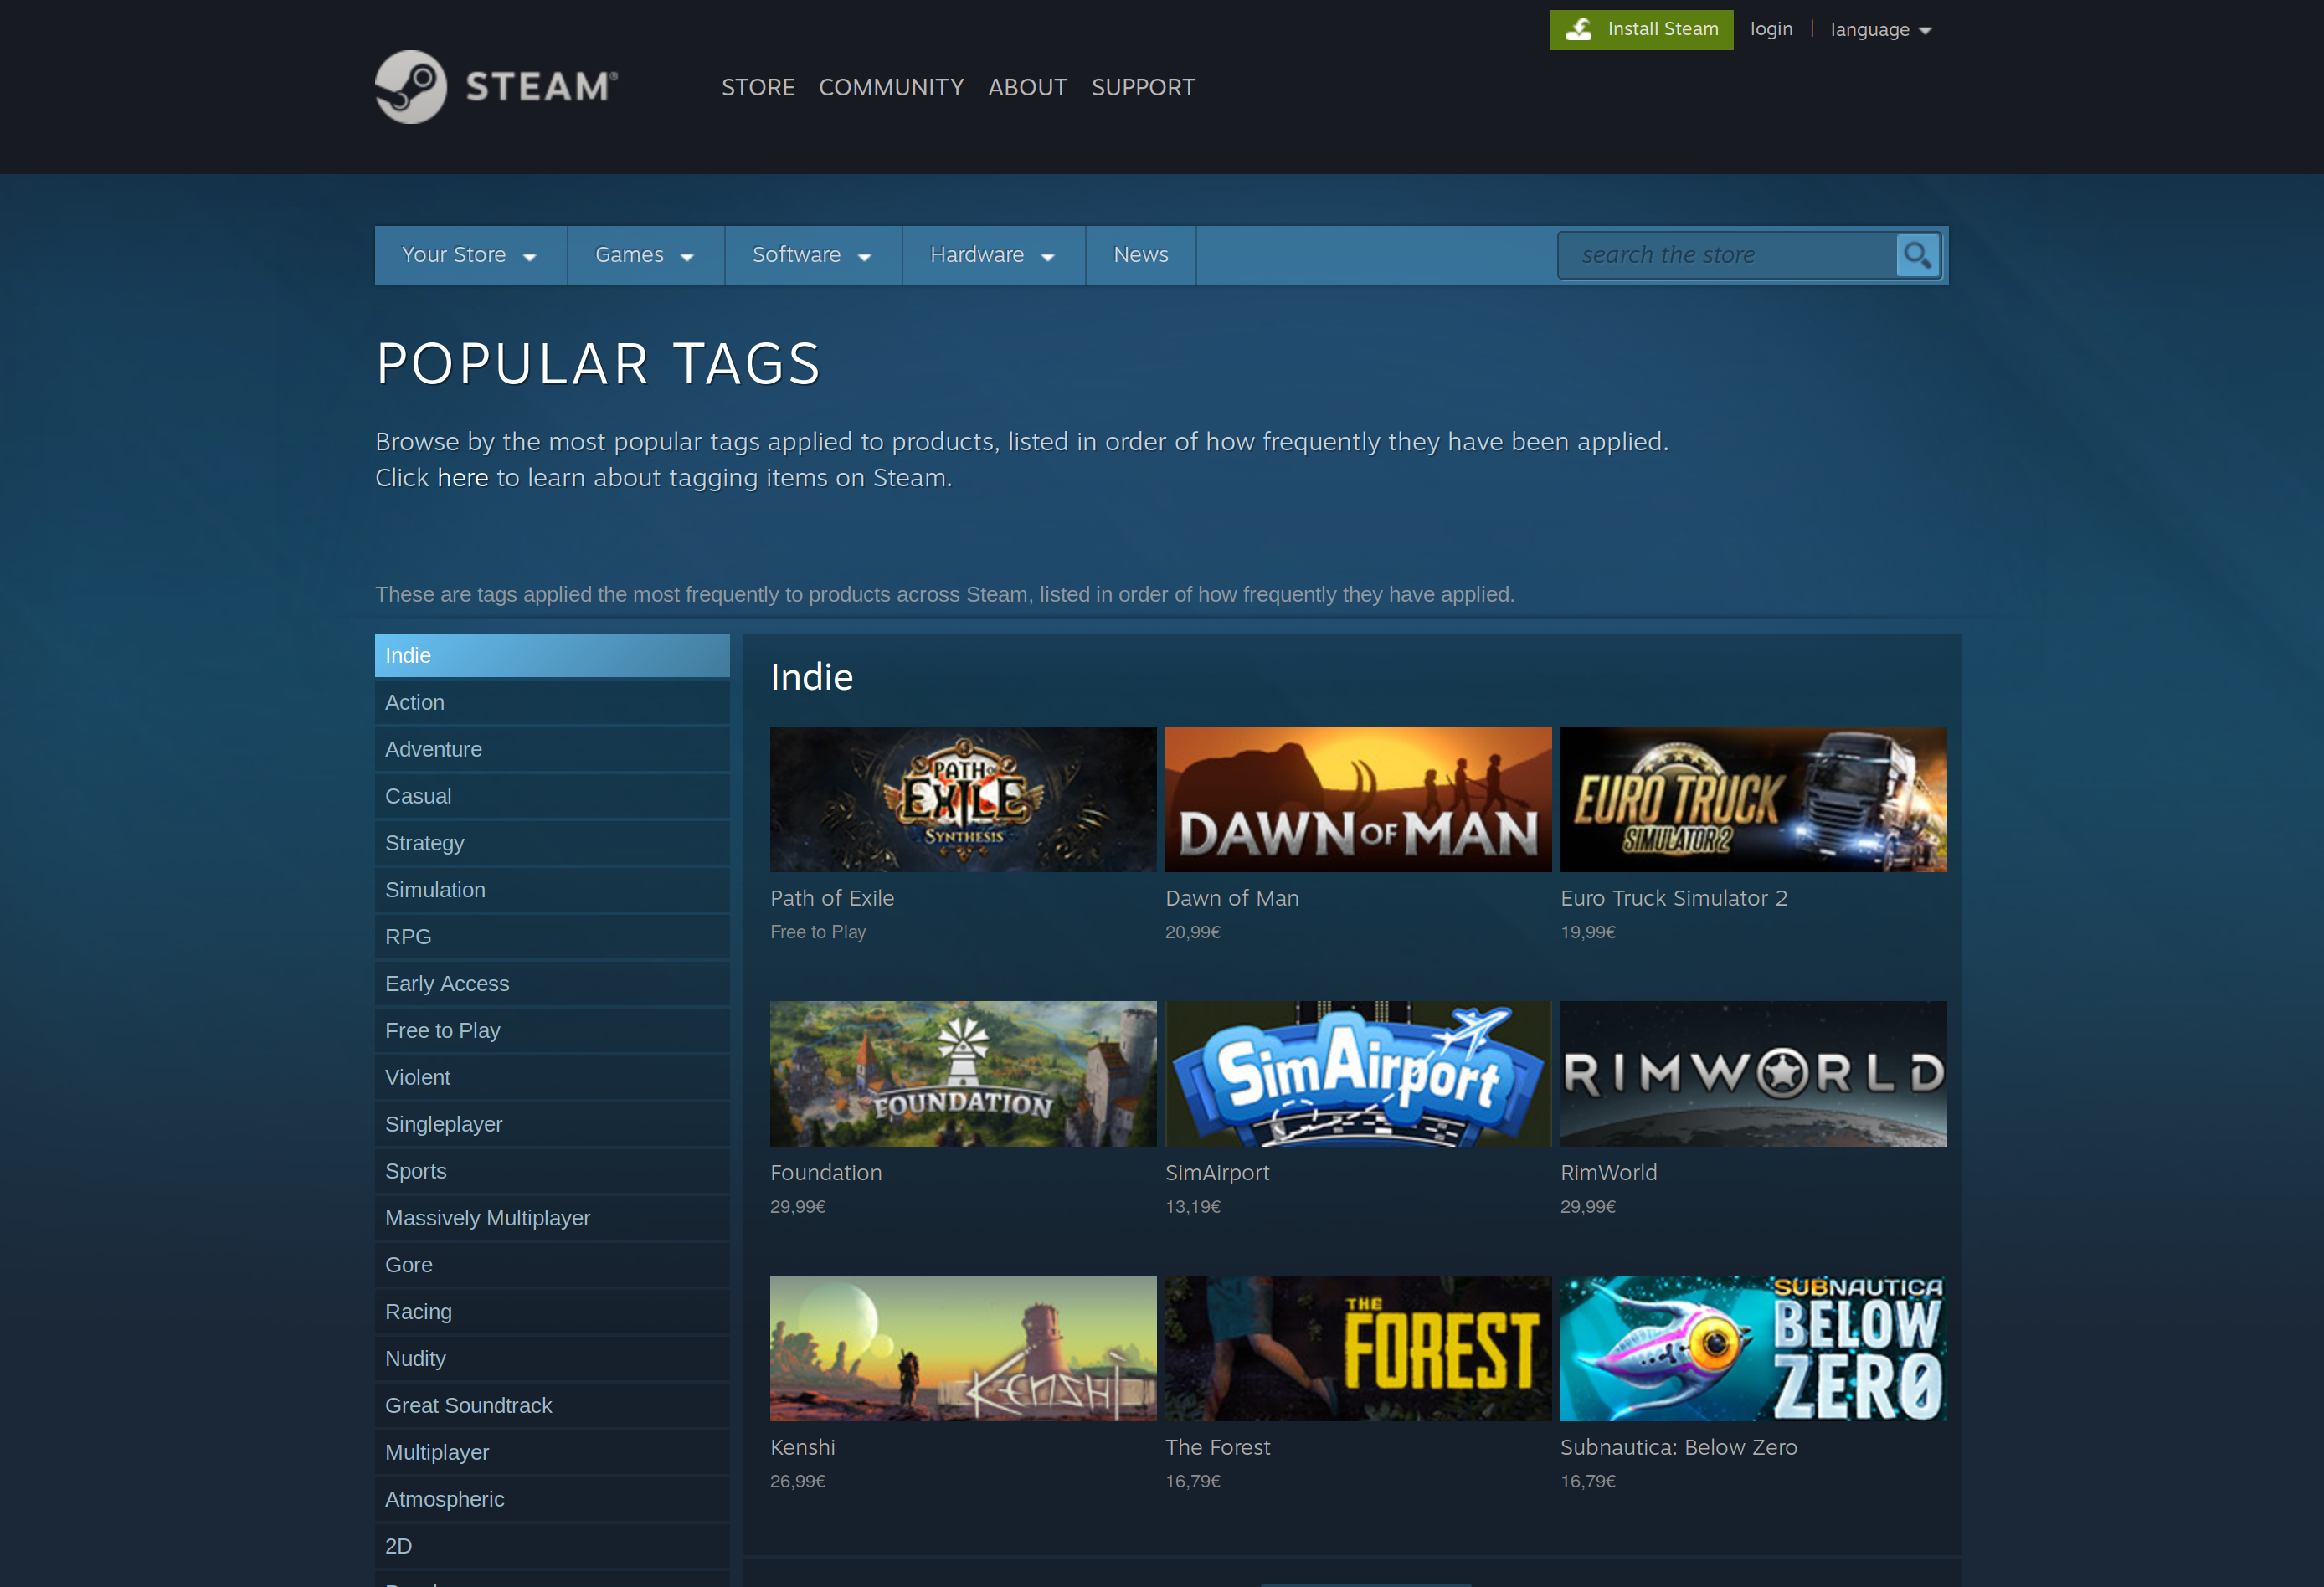 Install Steam
login
|
language
STEAM®
STORE
COMMUNITY
ABOUT
SUPPORT
Your Store
Games
Software
Hardware
News
search the store
POPULAR TAGS
Browse by the most popular tags applied to products, listed in order of how frequently they have been applied.
Click here to learn about tagging items on Steam.
These are tags applied the most frequently to products across Steam, listed in order of how frequently they have applied.
Indie
Action
Adventure
Casual
Strategy
Simulation
RPG
Early Access
Free to Play
Violent
Singleplayer
Sports
Massively Multiplayer
Gore
Racing
Nudity
Great Soundtrack
Multiplayer
Atmospheric
2D
Indie
PATH OF
EXILE
SYNTHESIS
Path of Exile
Free to Play
DAWN OF MAN
Dawn of Man
20,99€
EURO TRUCK
SIMULATOR 2
Euro Truck Simulator 2
19,99€
FOUNDATION
Foundation
29,99€
SimAirport
SimAirport
13,19€
RIMWORLD
RimWorld
29,99€
KENSHI
Kenshi
26,99€
THE
FOREST
The Forest
16,79€
SUBNAUTICA
BELOW
ZERO
Subnautica: Below Zero
16,79€